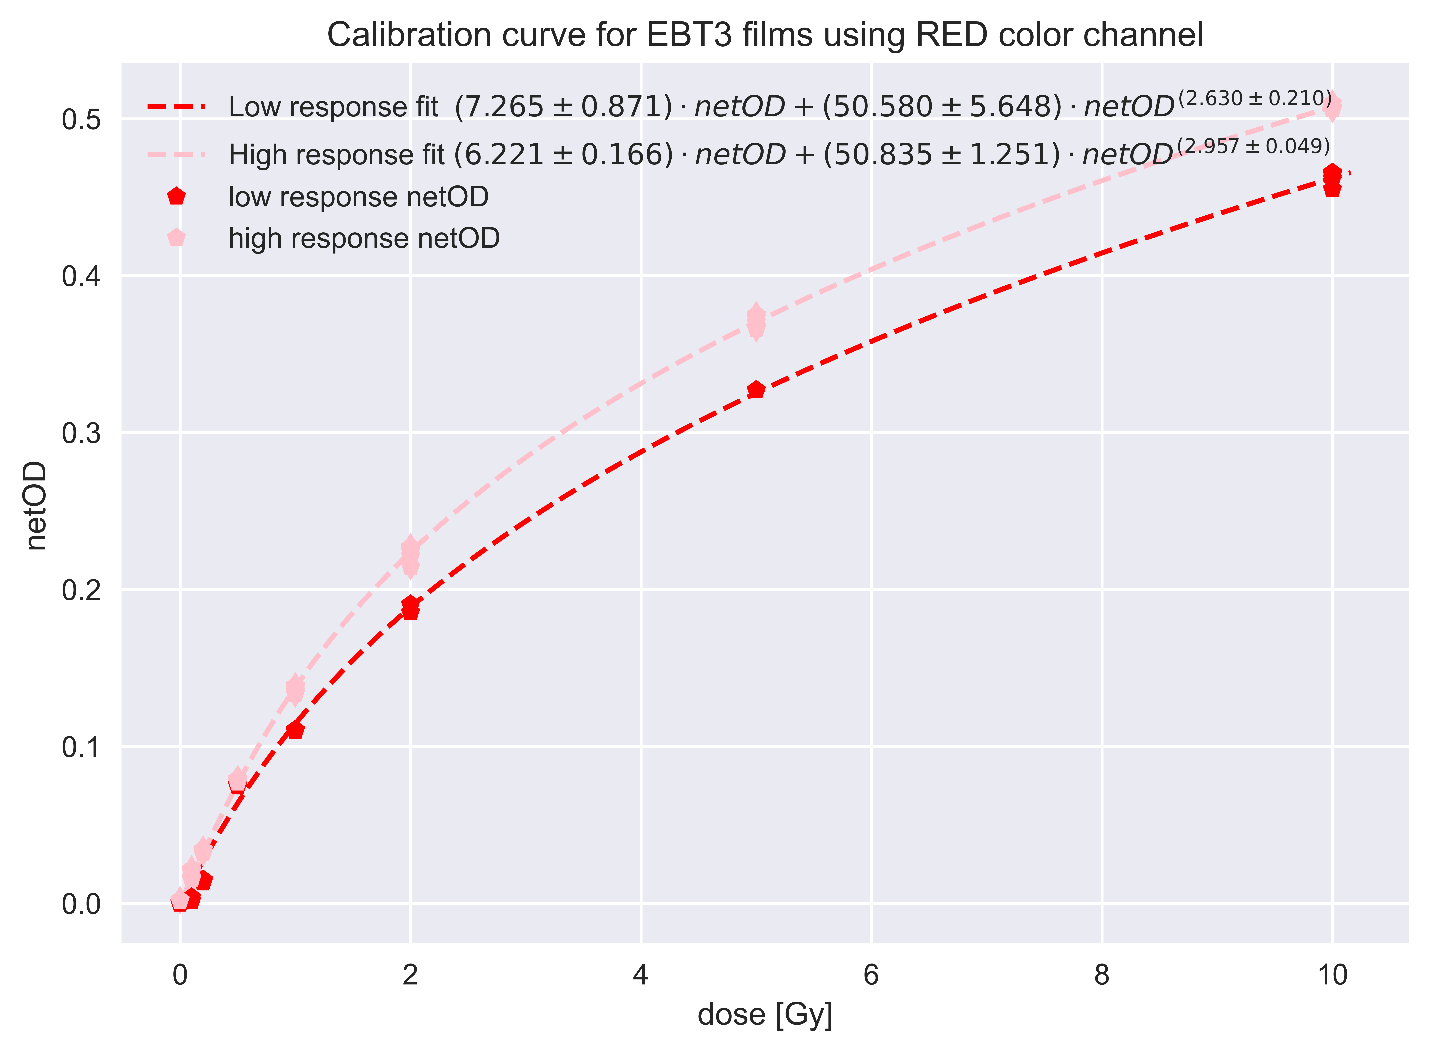 Calibration curve for EBT3 films using RED color channel
Low response fit (7.265 ± 0.871) · netOD + (50.580 ± 5.648) · netOD^(2.630 ± 0.210)
High response fit (6.221 ± 0.166) · netOD + (50.835 ± 1.251) · netOD^(2.957 ± 0.049)
low response netOD
high response netOD
0.5
0.4
0.3
0.2
0.1
0.0
netOD
0 2 4 6 8 10
dose [Gy]